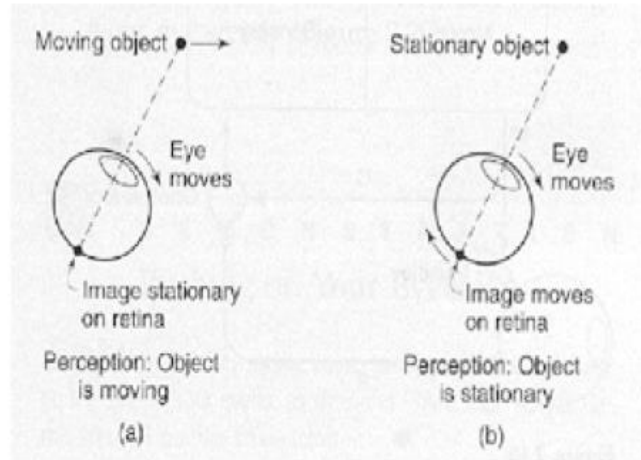 Moving object
Eye
moves
Image stationary
on retina
Perception: Object
is moving
(a)
Stationary object
Eye
moves
Image moves
on retina
Perception: Object
is stationary
(b)